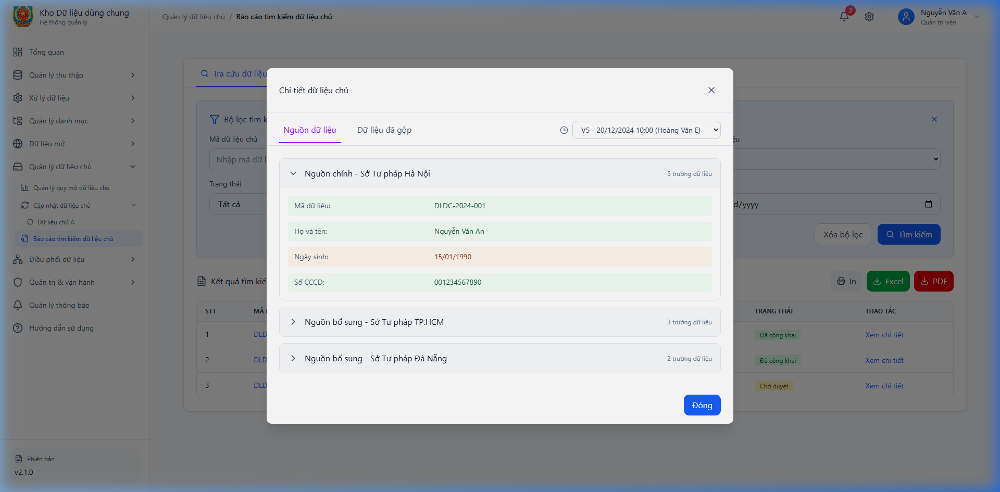 Kho Dữ liệu dùng chung
Hệ thống quản lý
Quản lý dữ liệu chủ / Báo cáo tìm kiếm dữ liệu chủ
2
Nguyễn Văn A
Quản trị viên
Tổng quan
Quản lý thu thập
Xử lý dữ liệu
Quản lý danh mục
Dữ liệu mở
Quản lý dữ liệu chủ
Quản lý quy mô dữ liệu chủ
Cập nhật dữ liệu chủ
Dữ liệu chủ A
Báo cáo tìm kiếm dữ liệu chủ
Điều phối dữ liệu
Quản trị & vận hành
Quản lý thông báo
Hướng dẫn sử dụng
Phiên bản
v2.1.0
Tra cứu dữ liệu
Bộ lọc tìm k
Mã dữ liệu chủ
Nhập mã dữ l
Trạng thái
Tất cả
d/yyyy
Xóa bộ lọc
Tìm kiếm
Kết quả tìm kiế
In
Excel
PDF
STT
MÃ
TRẠNG THÁI
THAO TÁC
1
DLD
Đã công khai
Xem chi tiết
2
DLD
Đã công khai
Xem chi tiết
3
DLD
Chờ duyệt
Xem chi tiết
Chi tiết dữ liệu chủ
Nguồn dữ liệu
Dữ liệu đã gộp
V5 - 20/12/2024 10:00 (Hoàng Văn E)
Nguồn chính - Sở Tư pháp Hà Nội
5 trường dữ liệu
Mã dữ liệu: DLDC-2024-001
Họ và tên: Nguyễn Văn An
Ngày sinh: 15/01/1990
Số CCCD: 001234567890
Nguồn bổ sung - Sở Tư pháp TP.HCM
3 trường dữ liệu
Nguồn bổ sung - Sở Tư pháp Đà Nẵng
2 trường dữ liệu
Đóng